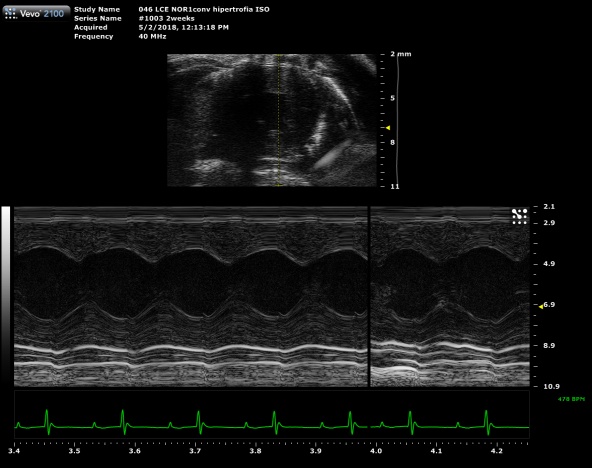 Vevo 2100
Study Name 046 LCE NOR1conv hipertrofia ISO
Series Name #1003 2weeks
Acquired 5/2/2018, 12:13:18 PM
Frequency 40 MHz
2 mm
5
8
11
2.1
2.9
4.9
6.9
8.9
10.9
478 BPM
3.4 3.5 3.6 3.7 3.8 3.9 4.0 4.1 4.2